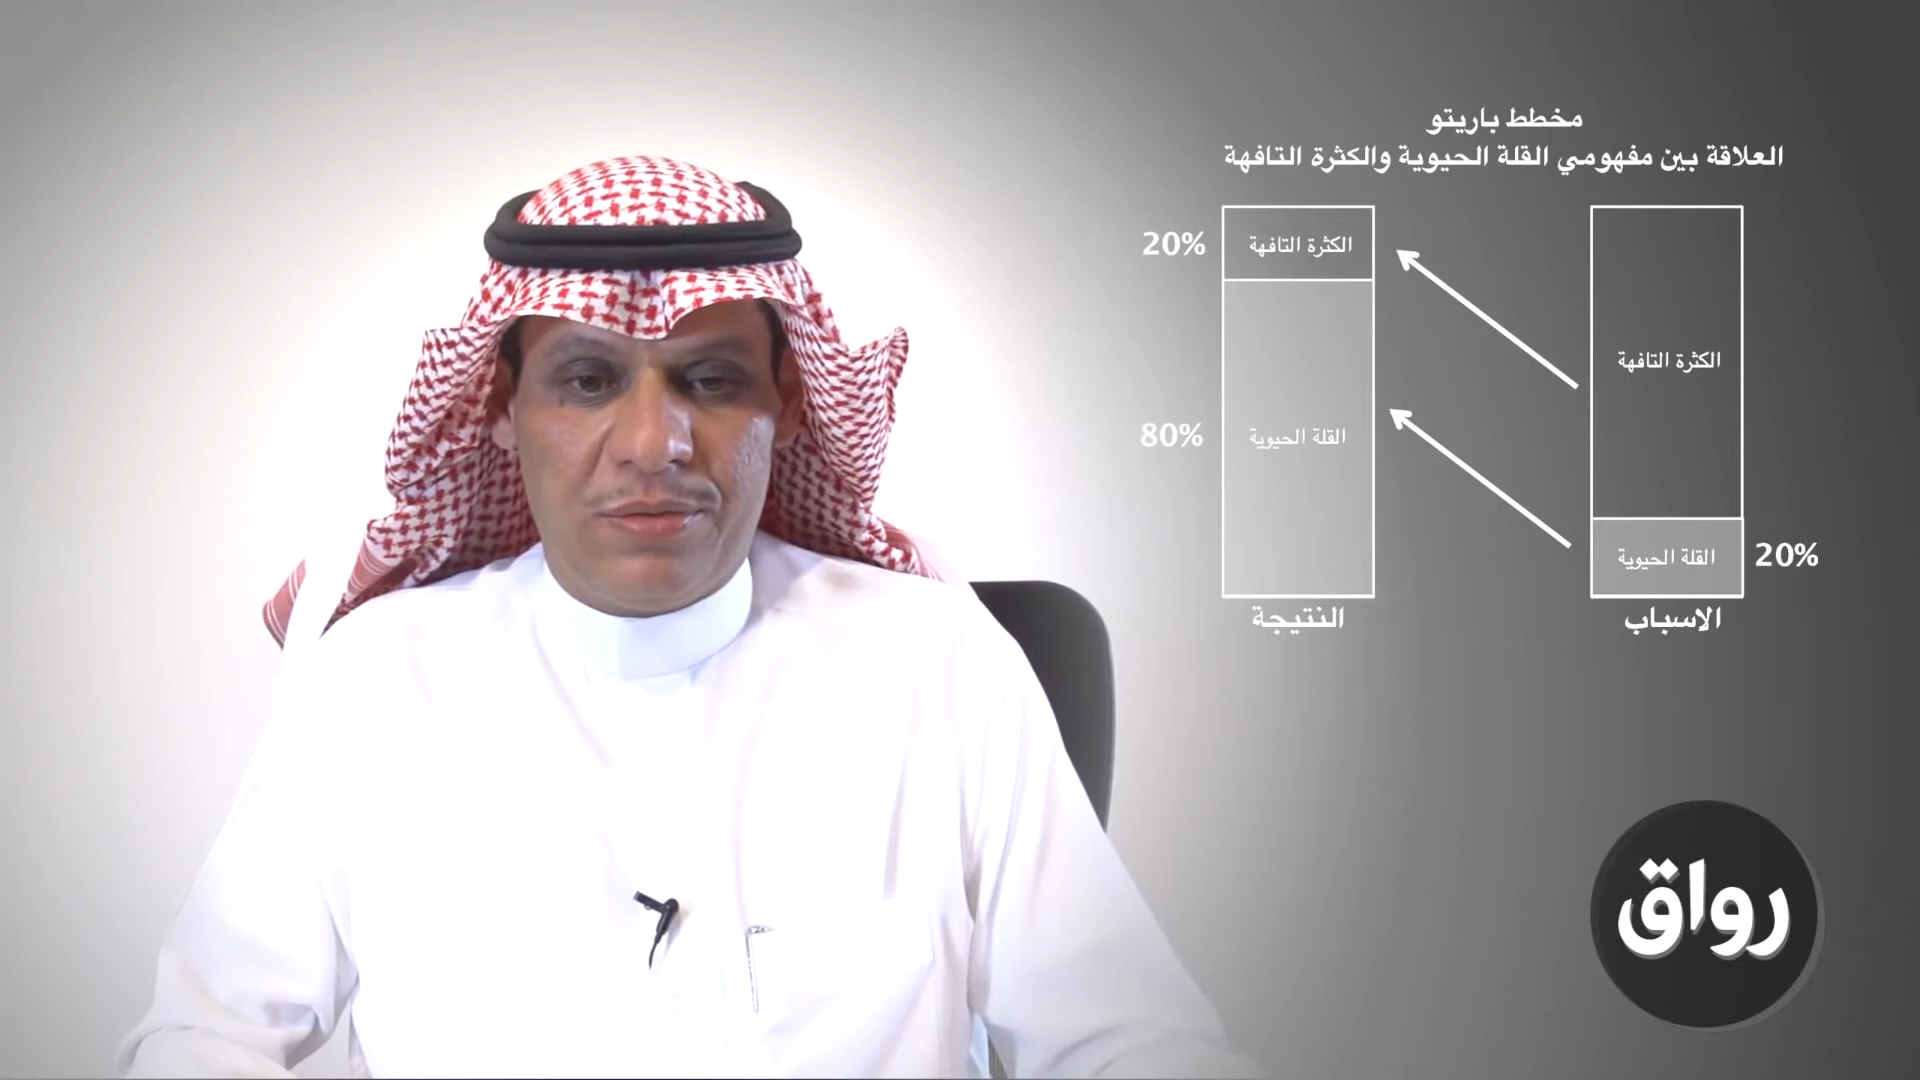 مخطط باريتو
العلاقة بين مفهومي القلة الحيوية والكثرة التافهة
الكثرة التافهة
القلة الحيوية
20%
الاسباب
20%
الكثرة التافهة
80%
القلة الحيوية
النتيجة
رواق